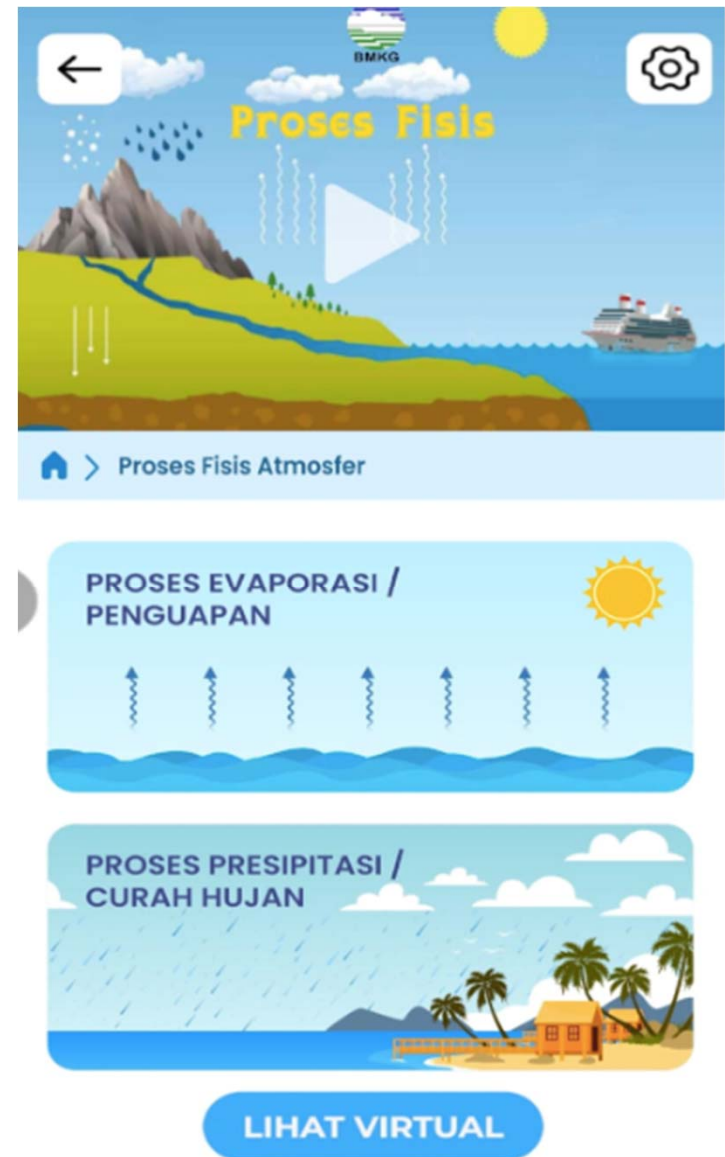 BMKG
Proses Fisis
Proses Fisis Atmosfer
PROSES EVAPORASI /
PENGUAPAN
PROSES PRESIPITASI /
CURAH HUJAN
LIHAT VIRTUAL